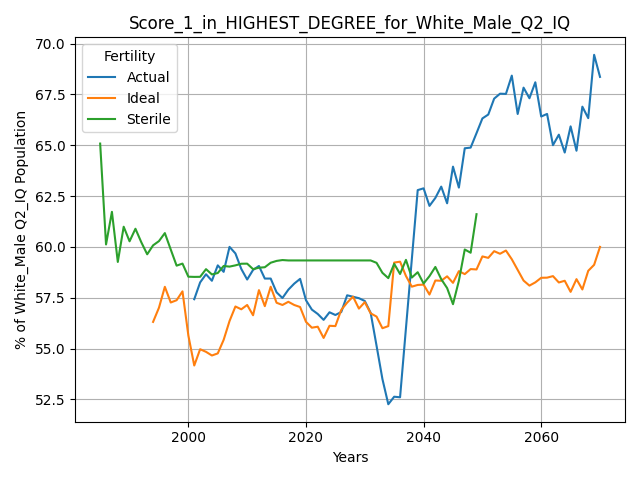 Score_1_in_HIGHEST_DEGREE_for_White_Male_Q2_IQ
Fertility
Actual
Ideal
Sterile
% of White_Male Q2_IQ Population
70.0
67.5
65.0
62.5
60.0
57.5
55.0
52.5
2000
2020
2040
2060
Years